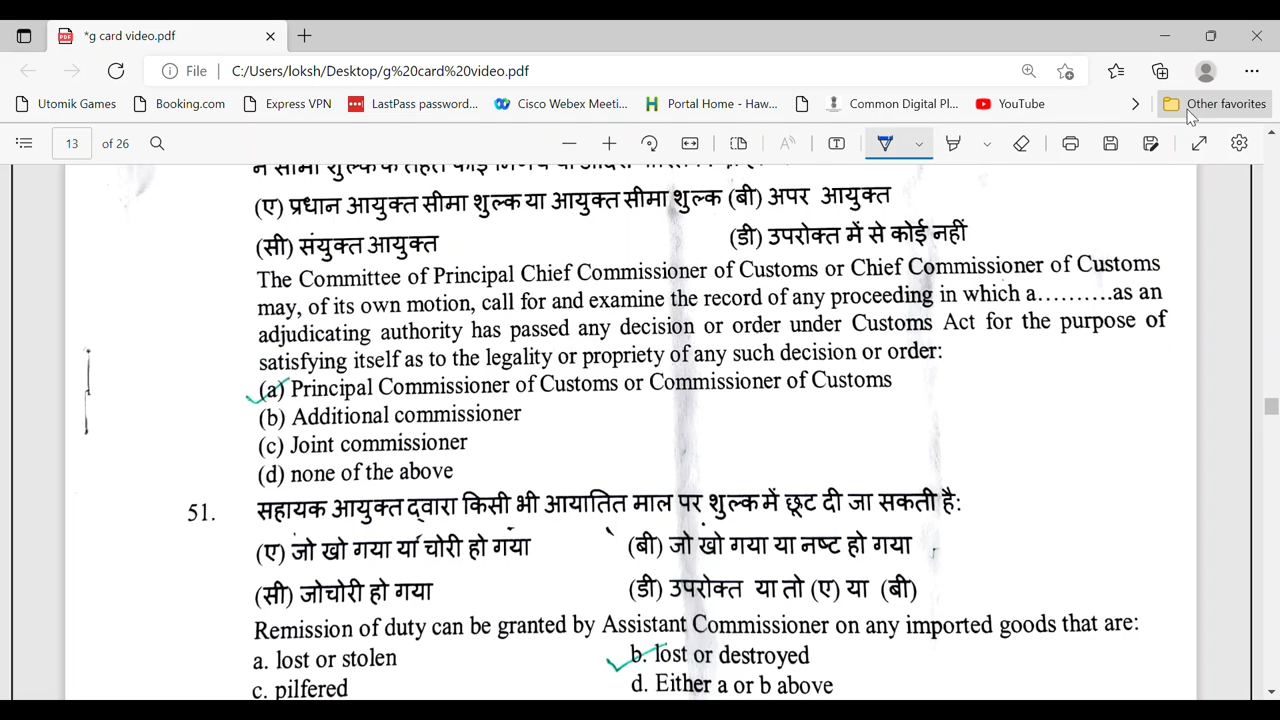 *g card video.pdf
File C:/Users/loksh/Desktop/g%20card%20video.pdf
Utomik Games Booking.com Express VPN LastPass password... Cisco Webex Meeti... Portal Home - Haw... Common Digital Pl... YouTube Other favorites
13 of 26
(ए) प्रधान आयुक्त सीमा शुल्क या आयुक्त सीमा शुल्क (बी) अपर आयुक्त
(सी) संयुक्त आयुक्त (डी) उपरोक्त में से कोई नहीं
The Committee of Principal Chief Commissioner of Customs or Chief Commissioner of Customs
may, of its own motion, call for and examine the record of any proceeding in which a..........as an
adjudicating authority has passed any decision or order under Customs Act for the purpose of
satisfying itself as to the legality or propriety of any such decision or order:
(a) Principal Commissioner of Customs or Commissioner of Customs
(b) Additional commissioner
(c) Joint commissioner
(d) none of the above
51. सहायक आयुक्त द्वारा किसी भी आयातित माल पर शुल्क में छूट दी जा सकती है:
(ए) जो खो गया या चोरी हो गया (बी) जो खो गया या नष्ट हो गया
(सी) जोचोरी हो गया (डी) उपरोक्त या तो (ए) या (बी)
Remission of duty can be granted by Assistant Commissioner on any imported goods that are:
a. lost or stolen b. lost or destroyed
c. pilfered d. Either a or b above